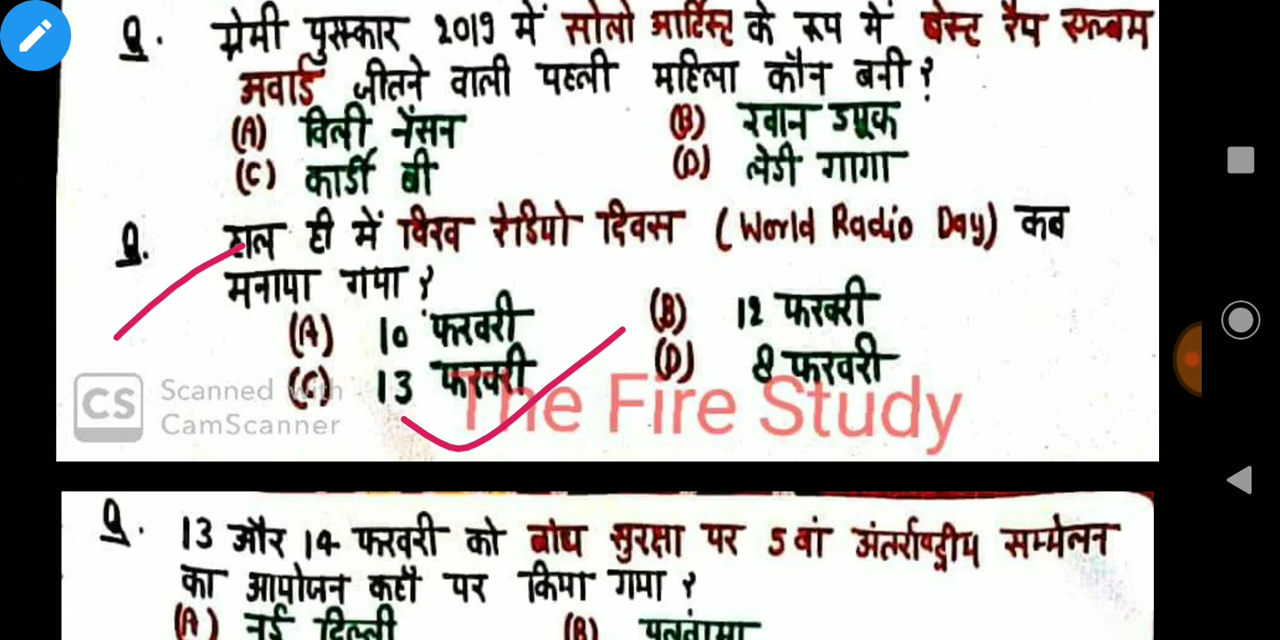 Q. ग्रेमी पुरस्कार 2019 में सोलो आर्टिस्ट के रूप में बेस्ट रैप एल्बम
अवार्ड जीतने वाली पहली महिला कौन बनी?
(A) विली नेंसन (B) रवान ड्यूक
(C) कार्डी बी (D) लेडी गागा
Q. हाल ही में विश्व रेडियो दिवस (World Radio Day) कब
मनाया गया?
(A) 10 फरवरी (B) 12 फरवरी
(C) 13 फरवरी (D) 8 फरवरी
CS Scanned with
CamScanner
The Fire Study
Q. 13 और 14 फरवरी को बांध सुरक्षा पर 5 वां अंतर्राष्ट्रीय सम्मेलन
का आयोजन कहाँ पर किया गया?
(A) नई दिल्ली (B)